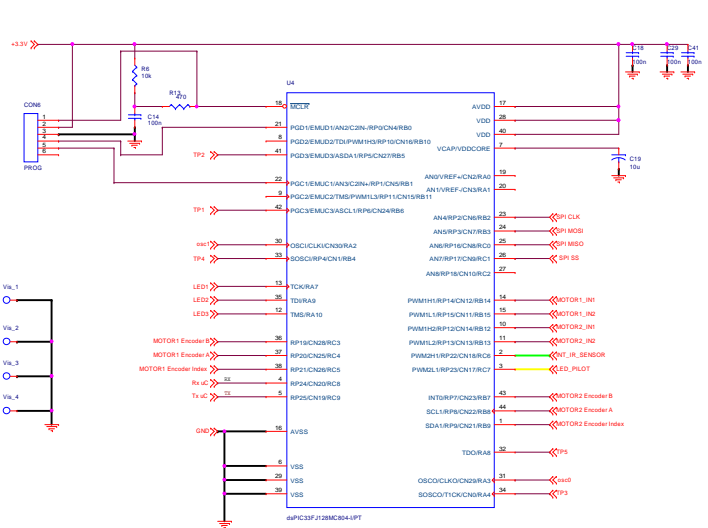 +3.3V
R6
10k
R13
470
C14
100n
C18
100n
C29
100n
C41
100n
C19
10u
CON6
1
2
3
4
5
6
PROG
U4
18 MCLR
21 PGD1/EMUD1/AN2/C2IN-/RP0/CN4/RB0
8 PGD2/EMUD2/TDI/PWM1H3/RP10/CN16/RB10
TP2 41 PGD3/EMUD3/ASDA1/RP5/CN27/RB5
22 PGC1/EMUC1/AN3/C2IN+/RP1/CN5/RB1
9 PGC2/EMUC2/TMS/PWM1L3/RP11/CN15/RB11
TP1 42 PGC3/EMUC3/ASCL1/RP6/CN24/RB6
osc1 30 OSCI/CLKI/CN30/RA2
TP4 33 SOSCI/RP4/CN1/RB4
LED1 13 TCK/RA7
LED2 35 TDI/RA9
LED3 12 TMS/RA10
MOTOR1 Encoder B 36 RP19/CN28/RC3
MOTOR1 Encoder A 37 RP20/CN25/RC4
MOTOR1 Encoder Index 38 RP21/CN26/RC5
Rx uC RX 4 RP24/CN20/RC8
Tx uC TX 5 RP25/CN19/RC9
GND 16 AVSS
6 VSS
29 VSS
39 VSS
AVDD 17
VDD 28
VDD 40
VCAP/VDDCORE 7
AN0/VREF+/CN2/RA0 19
AN1/VREF-/CN3/RA1 20
AN4/RP2/CN6/RB2 23 SPI CLK
AN5/RP3/CN7/RB3 24 SPI MOSI
AN6/RP16/CN8/RC0 25 SPI MISO
AN7/RP17/CN9/RC1 26 SPI SS
AN8/RP18/CN10/RC2 27
PWM1H1/RP14/CN12/RB14 14 MOTOR1_IN1
PWM1L1/RP15/CN11/RB15 15 MOTOR1_IN2
PWM1H2/RP12/CN14/RB12 10 MOTOR2_IN1
PWM1L2/RP13/CN13/RB13 11 MOTOR2_IN2
PWM2H1/RP22/CN18/RC6 2 INT_IR_SENSOR
PWM2L1/RP23/CN17/RC7 3 LED_PILOT
INT0/RP7/CN23/RB7 43 MOTOR2 Encoder B
SCL1/RP8/CN22/RB8 44 MOTOR2 Encoder A
SDA1/RP9/CN21/RB9 1 MOTOR2 Encoder Index
TDO/RA8 32 TP5
OSCO/CLKO/CN29/RA3 31 osc0
SOSCO/T1CK/CN0/RA4 34 TP3
dsPIC33FJ128MC804-I/PT
Via_1
Via_2
Via_3
Via_4